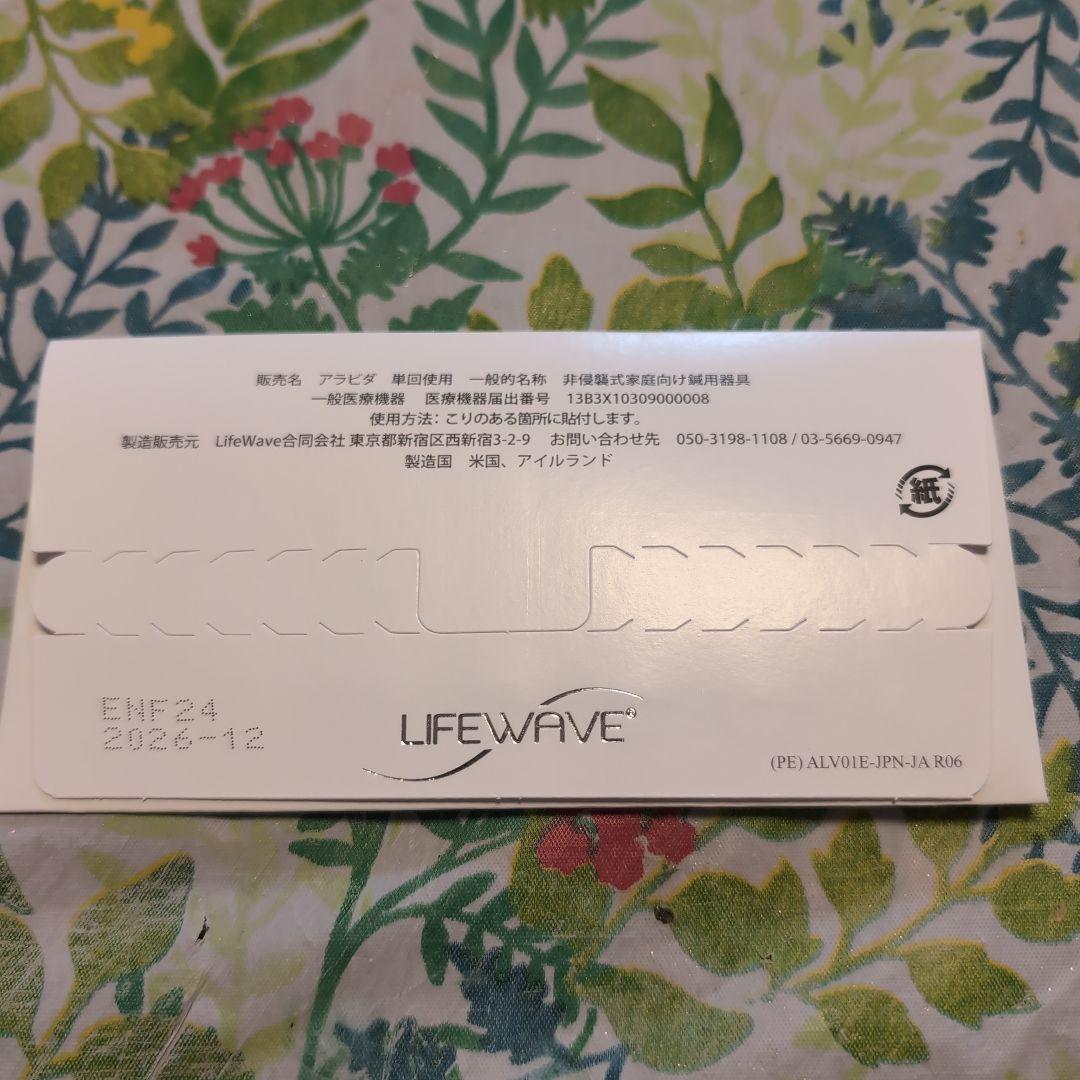 販売名 アラビダ 単回使用 一般的名称 非侵襲式家庭向け鍼用器具
一般医療機器 医療機器届出番号 13B3X10309000008
使用方法: こりのある箇所に貼付します。
製造販売元 LifeWave合同会社 東京都新宿区西新宿3-2-9 お問い合わせ先 050-3198-1108 / 03-5669-0947
製造国 米国、アイルランド
紙
ENF24
2026-12
LIFEWAVE®
(PE) ALV01E-JPN-JA R06